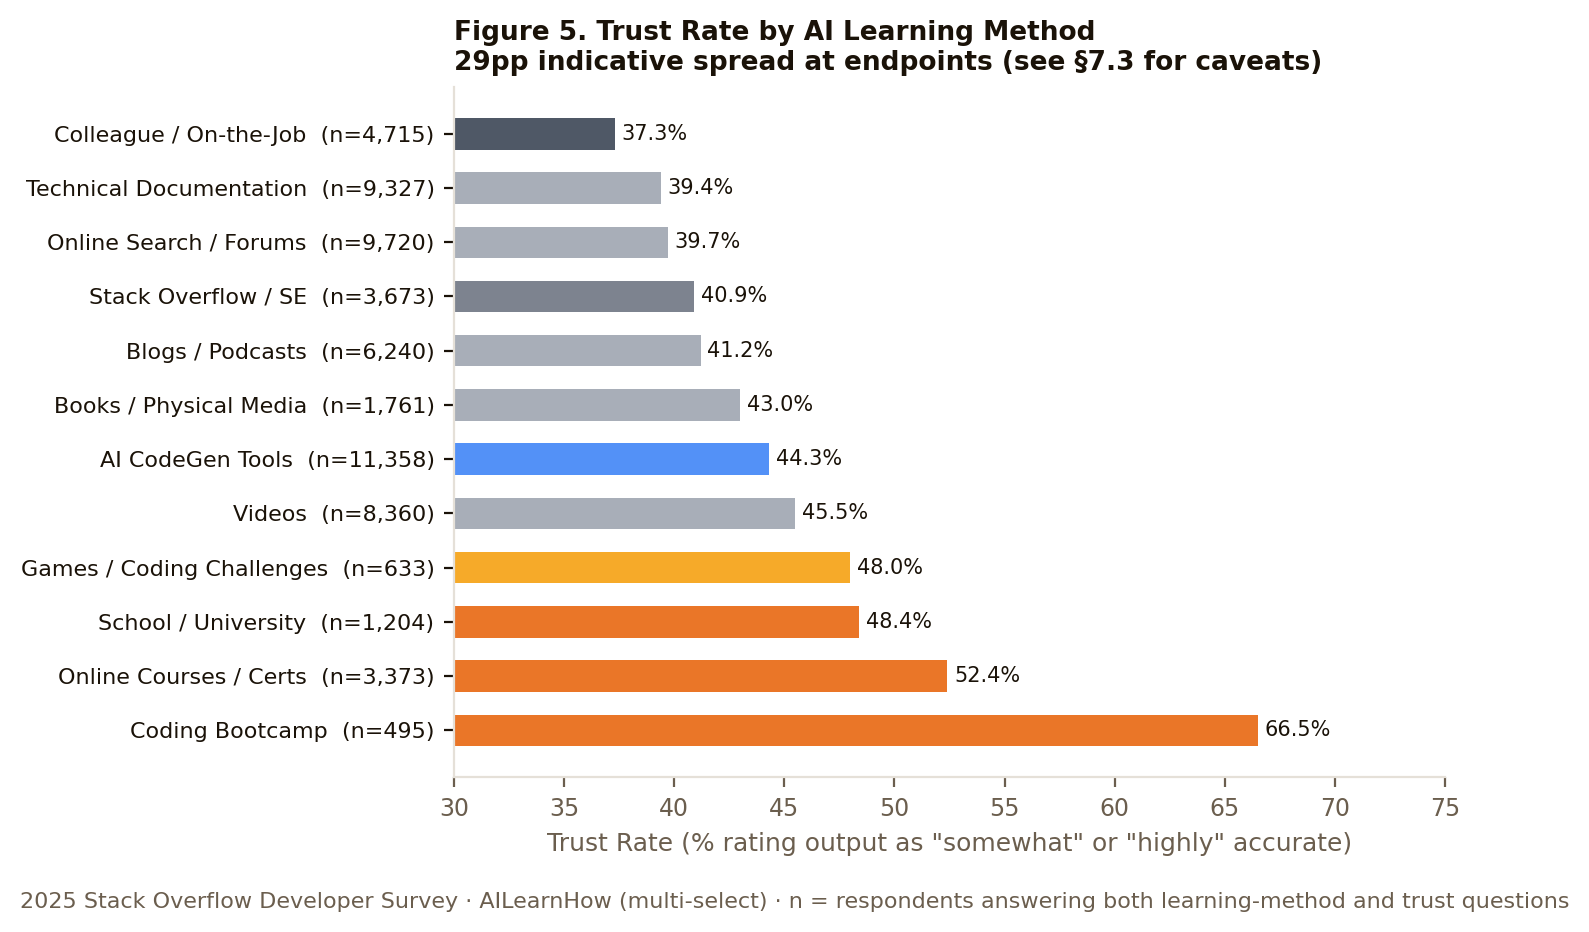 Figure 5. Trust Rate by AI Learning Method
29pp indicative spread at endpoints (see §7.3 for caveats)
Colleague / On-the-Job (n=4,715) 37.3%
Technical Documentation (n=9,327) 39.4%
Online Search / Forums (n=9,720) 39.7%
Stack Overflow / SE (n=3,673) 40.9%
Blogs / Podcasts (n=6,240) 41.2%
Books / Physical Media (n=1,761) 43.0%
AI CodeGen Tools (n=11,358) 44.3%
Videos (n=8,360) 45.5%
Games / Coding Challenges (n=633) 48.0%
School / University (n=1,204) 48.4%
Online Courses / Certs (n=3,373) 52.4%
Coding Bootcamp (n=495) 66.5%
30 35 40 45 50 55 60 65 70 75
Trust Rate (% rating output as "somewhat" or "highly" accurate)
2025 Stack Overflow Developer Survey · AILearnHow (multi-select) · n = respondents answering both learning-method and trust questions